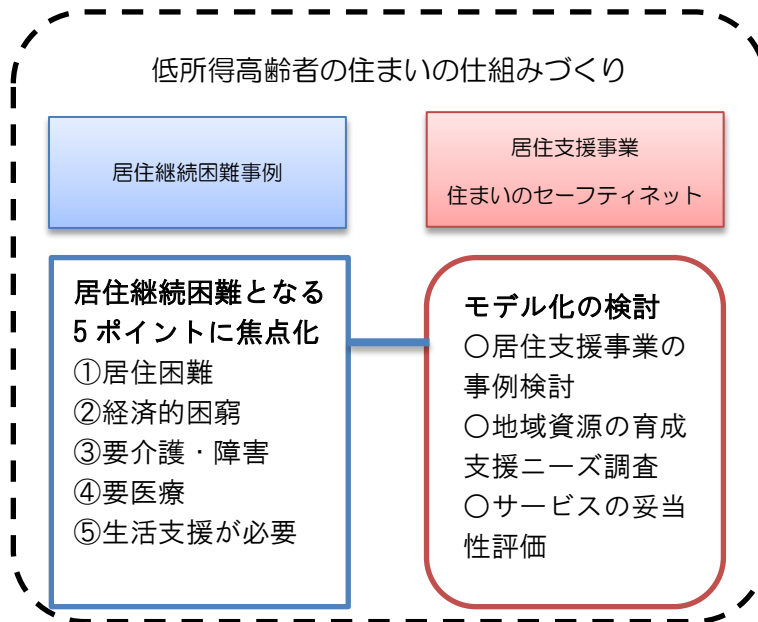 低所得高齢者の住まいの仕組みづくり
居住継続困難事例
居住支援事業
住まいのセーフティネット
居住継続困難となる
5 ポイントに焦点化
①居住困難
②経済的困窮
③要介護・障害
④要医療
⑤生活支援が必要
モデル化の検討
〇居住支援事業の
事例検討
〇地域資源の育成
支援ニーズ調査
〇サービスの妥当
性評価